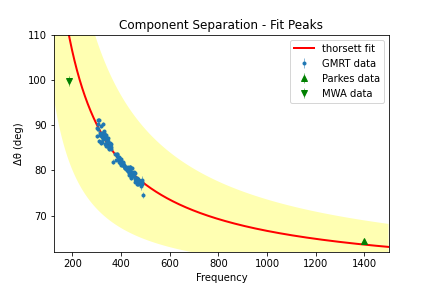 Component Separation - Fit Peaks
thorsett fit
GMRT data
Parkes data
MWA data
110
100
90
80
70
Δθ (deg)
200 400 600 800 1000 1200 1400
Frequency